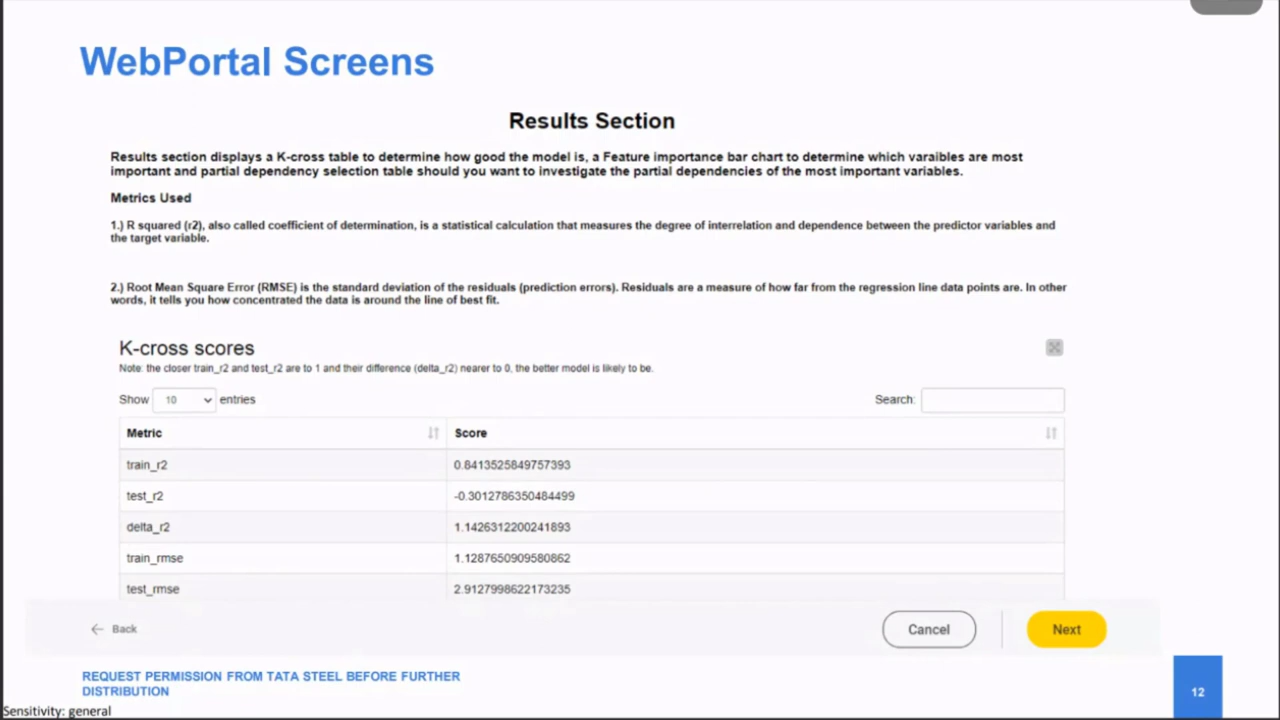 WebPortal Screens
Results Section
Results section displays a K-cross table to determine how good the model is, a Feature importance bar chart to determine which varaibles are most
important and partial dependency selection table should you want to investigate the partial dependencies of the most important variables.
Metrics Used
1.) R squared (r2), also called coefficient of determination, is a statistical calculation that measures the degree of interrelation and dependence between the predictor variables and
the target variable.
2.) Root Mean Square Error (RMSE) is the standard deviation of the residuals (prediction errors). Residuals are a measure of how far from the regression line data points are. In other
words, it tells you how concentrated the data is around the line of best fit.
K-cross scores
Note: the closer train_r2 and test_r2 are to 1 and their difference (delta_r2) nearer to 0, the better model is likely to be.
Show 10 entries Search:
Metric Score
train_r2 0.8413525849757393
test_r2 -0.3012786350484499
delta_r2 1.1426312200241893
train_rmse 1.1287650909580862
test_rmse 2.9127998622173235
Back Cancel Next
REQUEST PERMISSION FROM TATA STEEL BEFORE FURTHER
DISTRIBUTION
12
Sensitivity: general